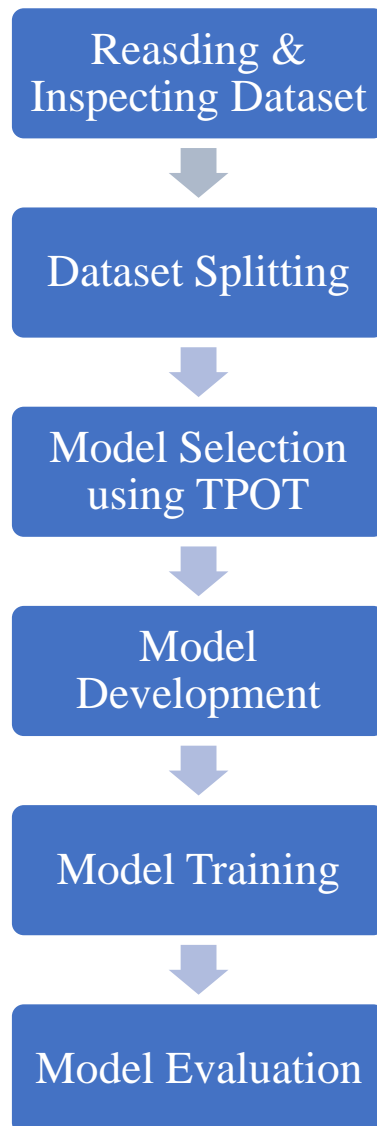 Reasding &
Inspecting Dataset
Dataset Splitting
Model Selection
using TPOT
Model
Development
Model Training
Model Evaluation